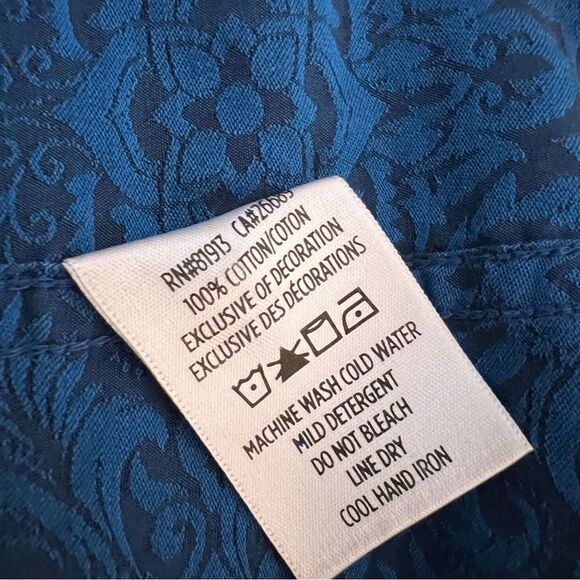 RN#81913 CA#25685
100% COTTON/COTON
EXCLUSIVE OF DECORATION
EXCLUSIVE DES DÉCORATIONS
MACHINE WASH COLD WATER
MILD DETERGENT
DO NOT BLEACH
LINE DRY
COOL HAND IRON